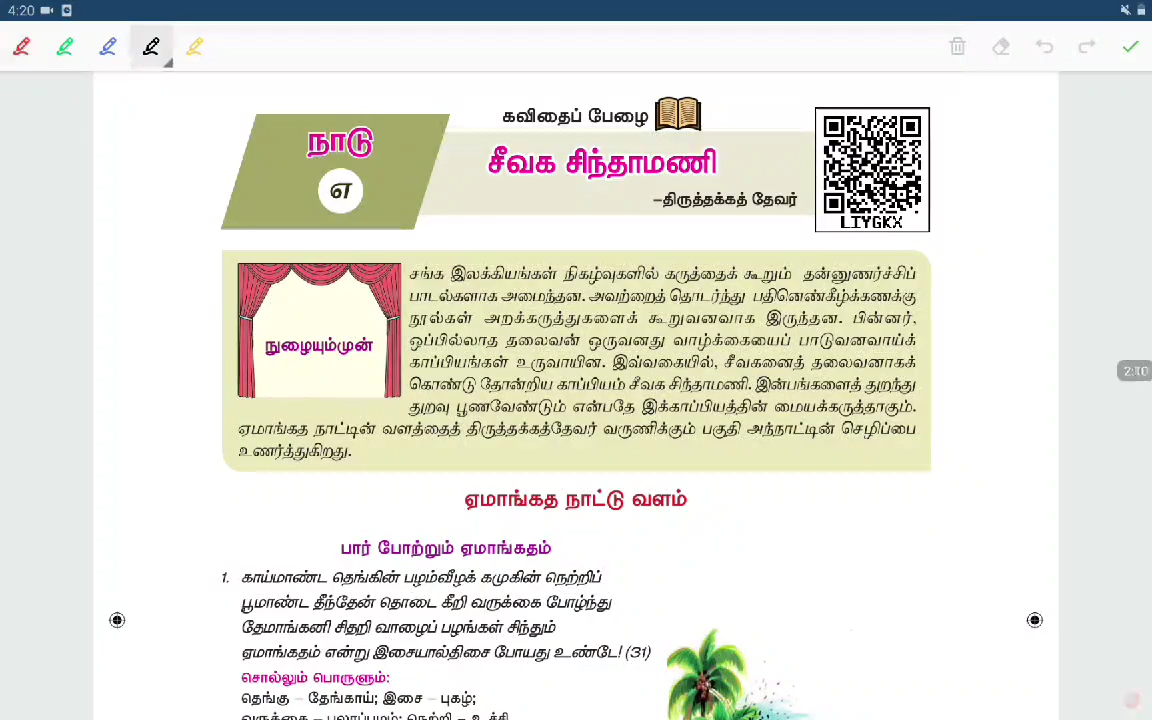 4:20
கவிதைப் பேழை
நாடு
எ
சீவக சிந்தாமணி
–திருத்தக்கத் தேவர்
LIYGKX
நுழையும்முன்
சங்க இலக்கியங்கள் நிகழ்வுகளில் கருத்தைக் கூறும் தன்னுணர்ச்சிப்
பாடல்களாக அமைந்தன. அவற்றைத் தொடர்ந்து பதினெண்கீழ்க்கணக்கு
நூல்கள் அறக்கருத்துகளைக் கூறுவனவாக இருந்தன. பின்னர்,
ஒப்பில்லாத தலைவன் ஒருவனது வாழ்க்கையைப் பாடுவனவாய்க்
காப்பியங்கள் உருவாயின. இவ்வகையில், சீவகனைத் தலைவனாகக்
கொண்டு தோன்றிய காப்பியம் சீவக சிந்தாமணி. இன்பங்களைத் துறந்து
துறவு பூணவேண்டும் என்பதே இக்காப்பியத்தின் மையக்கருத்தாகும்.
ஏமாங்கத நாட்டின் வளத்தைத் திருத்தக்கத்தேவர் வருணிக்கும் பகுதி அந்நாட்டின் செழிப்பை
உணர்த்துகிறது.
ஏமாங்கத நாட்டு வளம்
பார் போற்றும் ஏமாங்கதம்
1. காய்மாண்ட தெங்கின் பழம்வீழக் கமுகின் நெற்றிப்
பூமாண்ட தீந்தேன் தொடை கீறி வருக்கை போழ்ந்து
தேமாங்கனி சிதறி வாழைப் பழங்கள் சிந்தும்
ஏமாங்கதம் என்று இசையால்திசை போயது உண்டே! (31)
சொல்லும் பொருளும்:
தெங்கு – தேங்காய்; இசை – புகழ்;
வருக்கை – பலாப்பழம்; நெற்றி – உச்சி